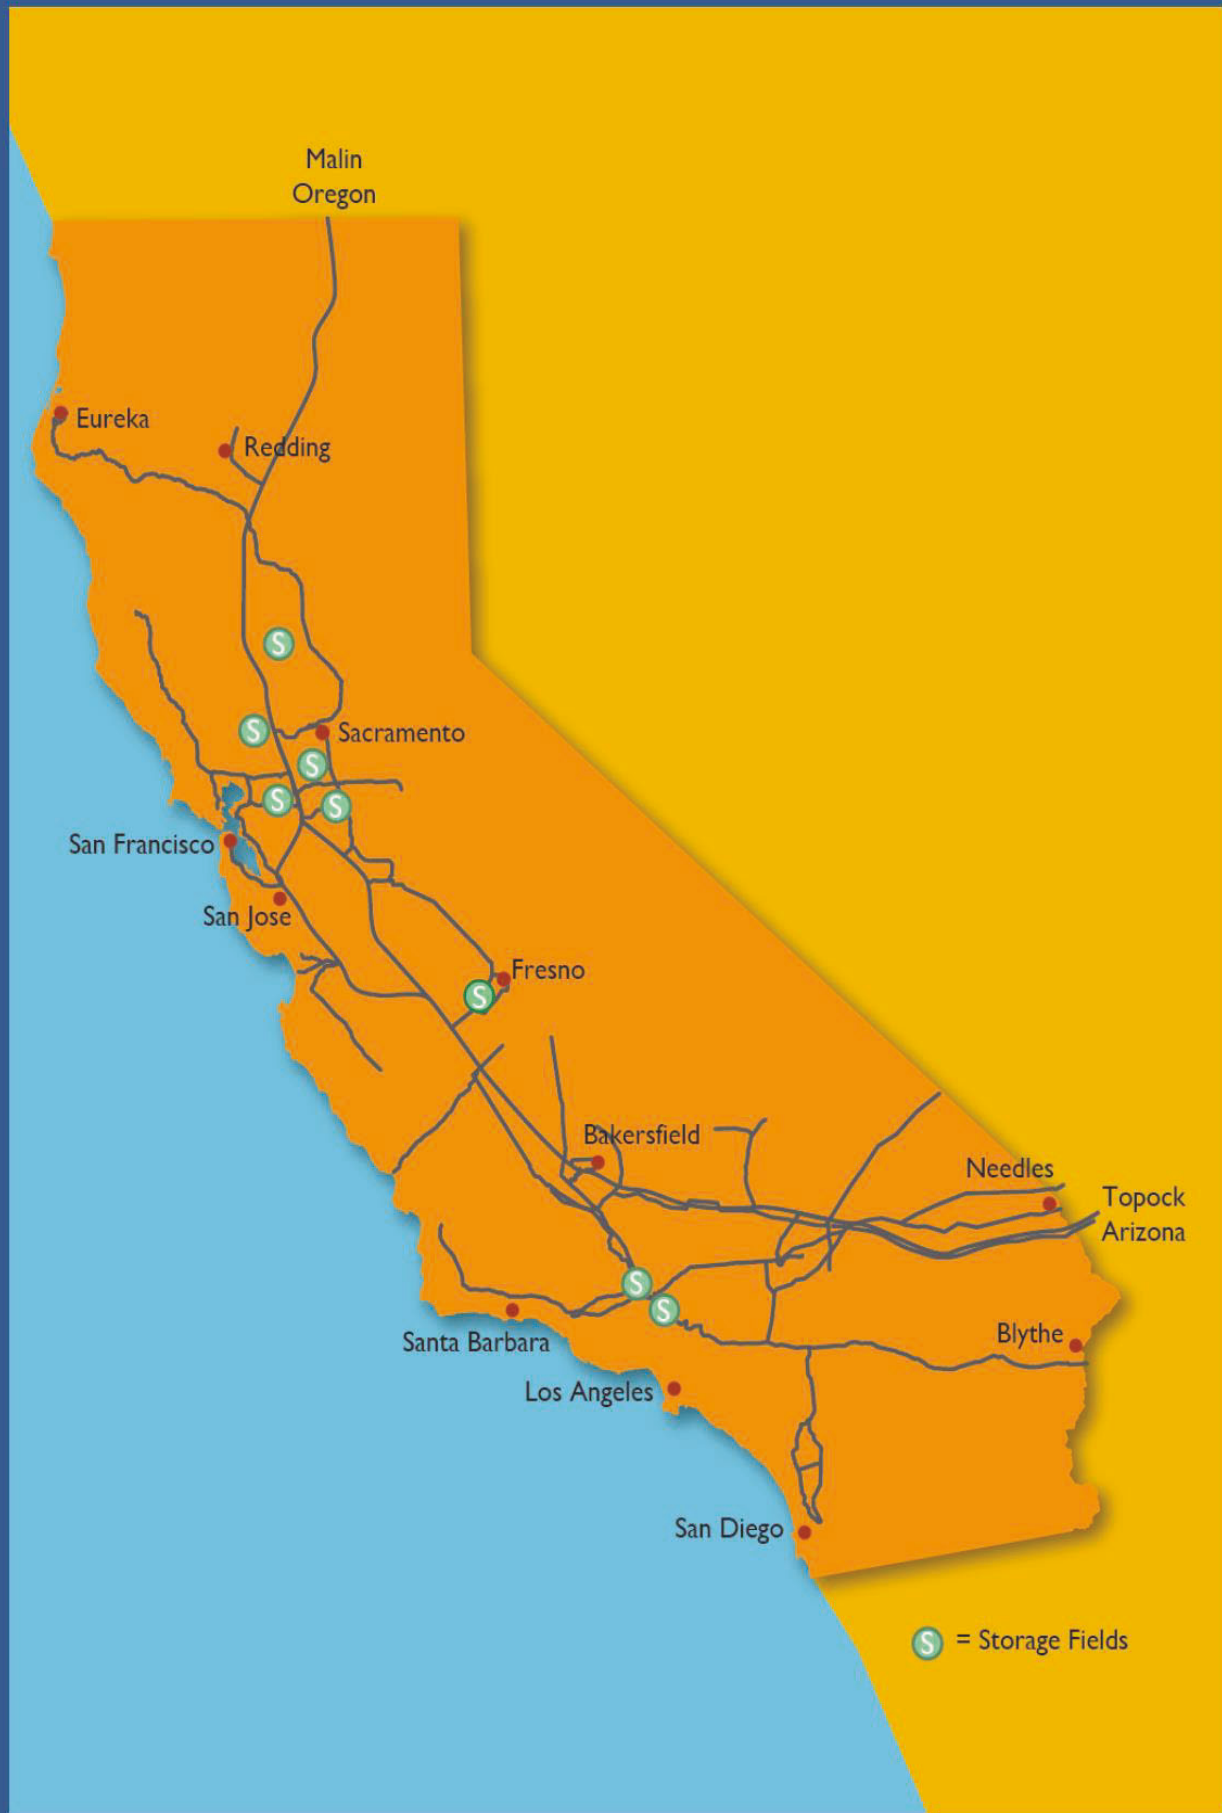 Malin
Oregon
Eureka
Redding
S
S
Sacramento
S
S
S
San Francisco
San Jose
Fresno
S
Bakersfield
Needles
Topock
Arizona
S
S
Blythe
Santa Barbara
Los Angeles
San Diego
S = Storage Fields